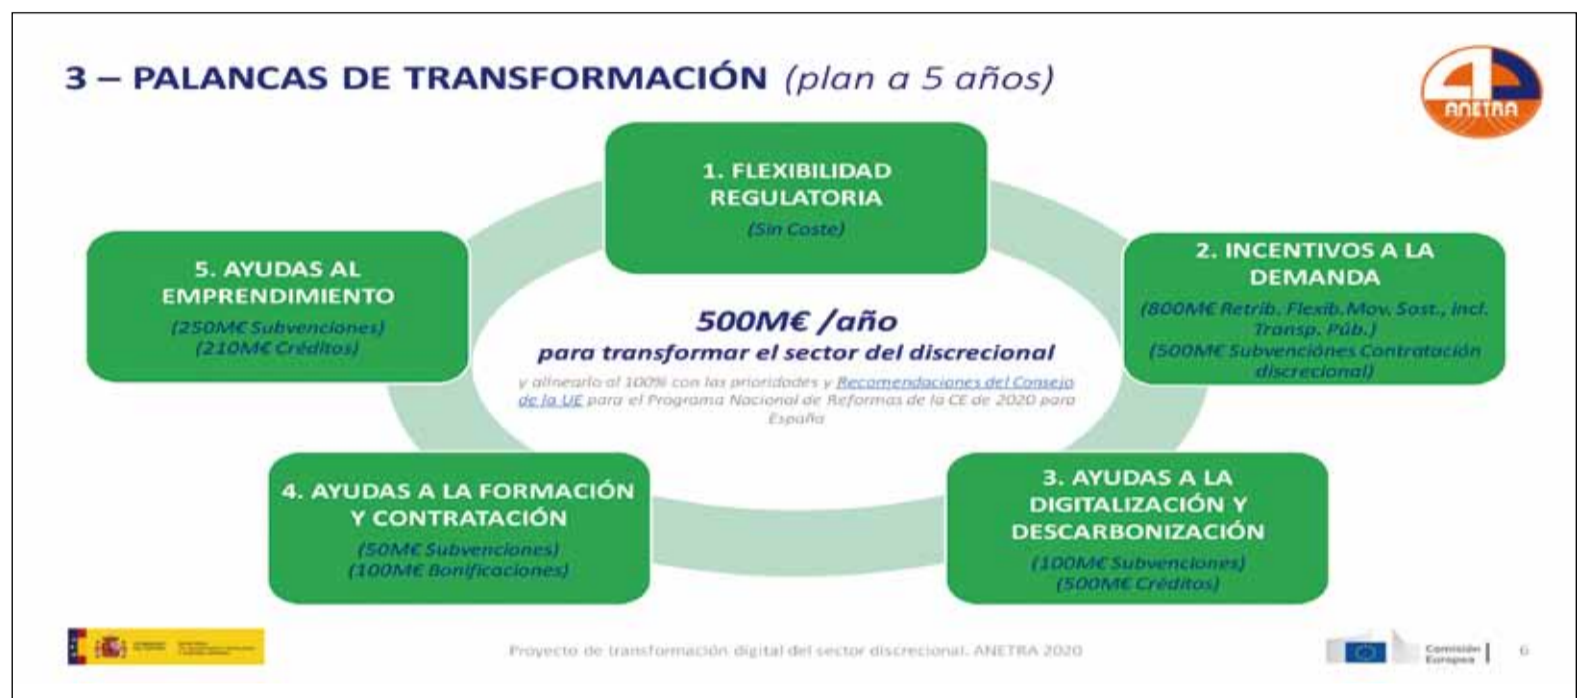 3 – PALANCAS DE TRANSFORMACIÓN (plan a 5 años)
ANETRA
1. FLEXIBILIDAD
REGULATORIA
(Sin Coste)
2. INCENTIVOS A LA
DEMANDA
(800M€ Retrib. Flexib. Mov. Sost., incl.
Transp. Púb.)
(500M€ Subvenciónes Contratación
discrecional)
3. AYUDAS A LA
DIGITALIZACIÓN Y
DESCARBONIZACIÓN
(100M€ Subvenciones)
(500M€ Créditos)
4. AYUDAS A LA FORMACIÓN
Y CONTRATACIÓN
(50M€ Subvenciones)
(100M€ Bonificaciones)
5. AYUDAS AL
EMPRENDIMIENTO
(250M€ Subvenciones)
(210M€ Créditos)
500M€ /año
para transformar el sector del discrecional
y alinearlo al 100% con las prioridades y Recomendaciones del Consejo
de la UE para el Programa Nacional de Reformas de la CE de 2020 para
España
Proyecto de transformación digital del sector discrecional. ANETRA 2020
Comisión
Europea
6